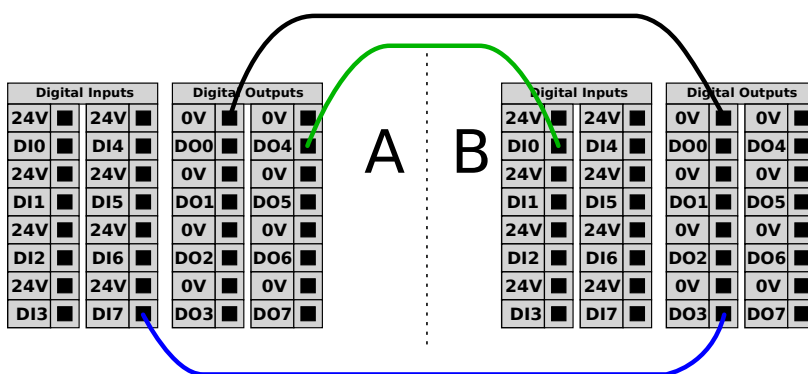 Digital Inputs Digital Outputs Digital Inputs Digital Outputs
24V 24V 0V 0V 24V 24V 0V 0V
DI0 DI4 DO0 DO4 A B DI0 DI4 DO0 DO4
24V 24V 0V 0V 24V 24V 0V 0V
DI1 DI5 DO1 DO5 DI1 DI5 DO1 DO5
24V 24V 0V 0V 24V 24V 0V 0V
DI2 DI6 DO2 DO6 DI2 DI6 DO2 DO6
24V 24V 0V 0V 24V 24V 0V 0V
DI3 DI7 DO3 DO7 DI3 DI7 DO3 DO7